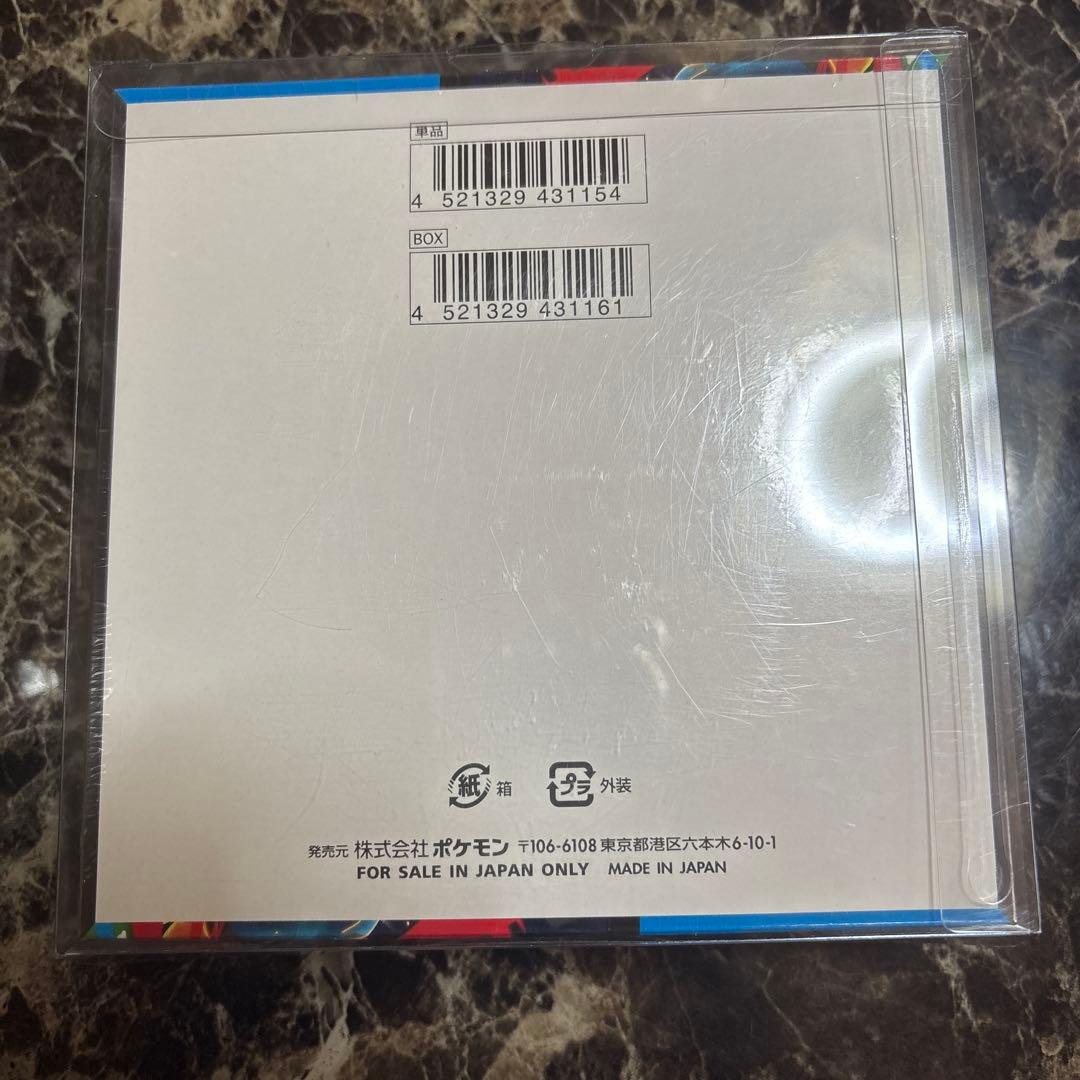 単品
4 521329 431154
BOX
4 521329 431161
紙 箱 プラ 外装
発売元 株式会社 ポケモン 〒106-6108 東京都港区六本木6-10-1
FOR SALE IN JAPAN ONLY MADE IN JAPAN